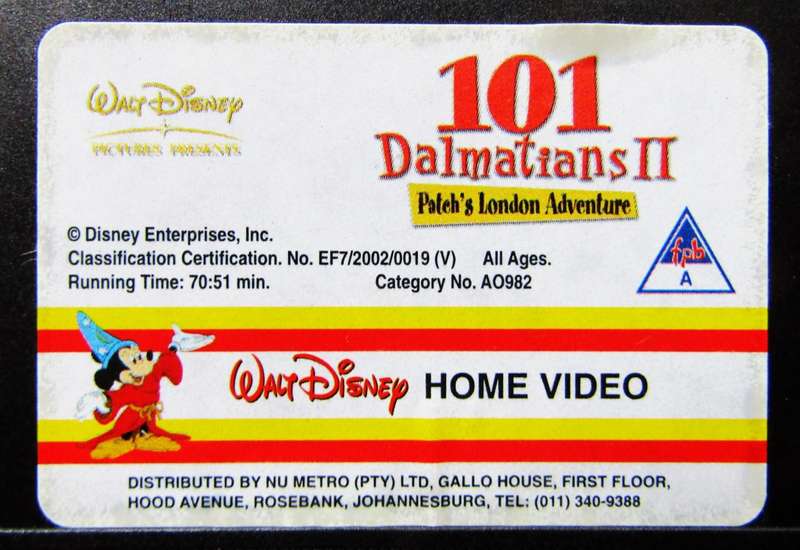 WALT DISNEY
PICTURES PRESENTS
101
Dalmatians II
Patch's London Adventure
© Disney Enterprises, Inc.
Classification Certification. No. EF7/2002/0019 (V) All Ages.
Running Time: 70:51 min. Category No. AO982
fpb
A
WALT DISNEY HOME VIDEO
DISTRIBUTED BY NU METRO (PTY) LTD, GALLO HOUSE, FIRST FLOOR,
HOOD AVENUE, ROSEBANK, JOHANNESBURG, TEL: (011) 340-9388